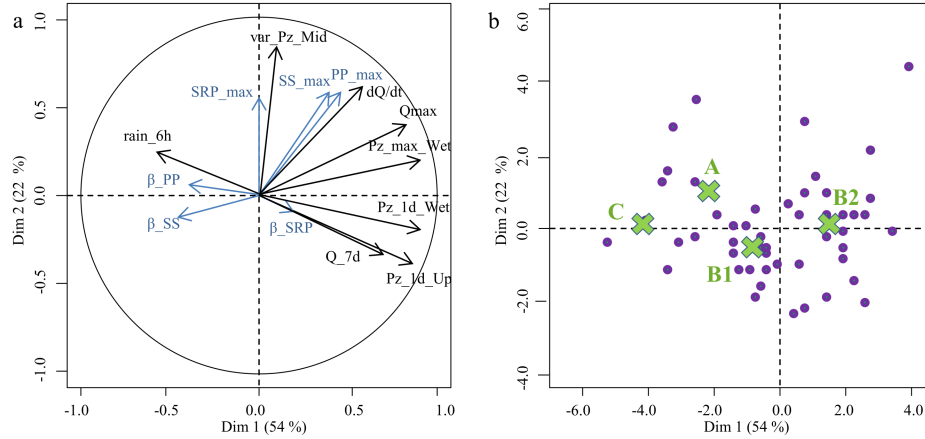 a
1.0
0.5
0.0
-0.5
-1.0
Dim 2 (22 %)
var_Pz_Mid
SS_max
PP_max
SRP_max
dQ/dt
Qmax
rain_6h
Pz_max_Wet
β_PP
β_SS
β_SRP
Pz_1d_Wet
Q_7d
Pz_1d_Up
-1.0
-0.5
0.0
0.5
1.0
Dim 1 (54 %)
b
6.0
4.0
2.0
0.0
-2.0
-4.0
Dim 2 (22 %)
A
C
B2
B1
-6.0
-4.0
-2.0
0.0
2.0
4.0
Dim 1 (54 %)